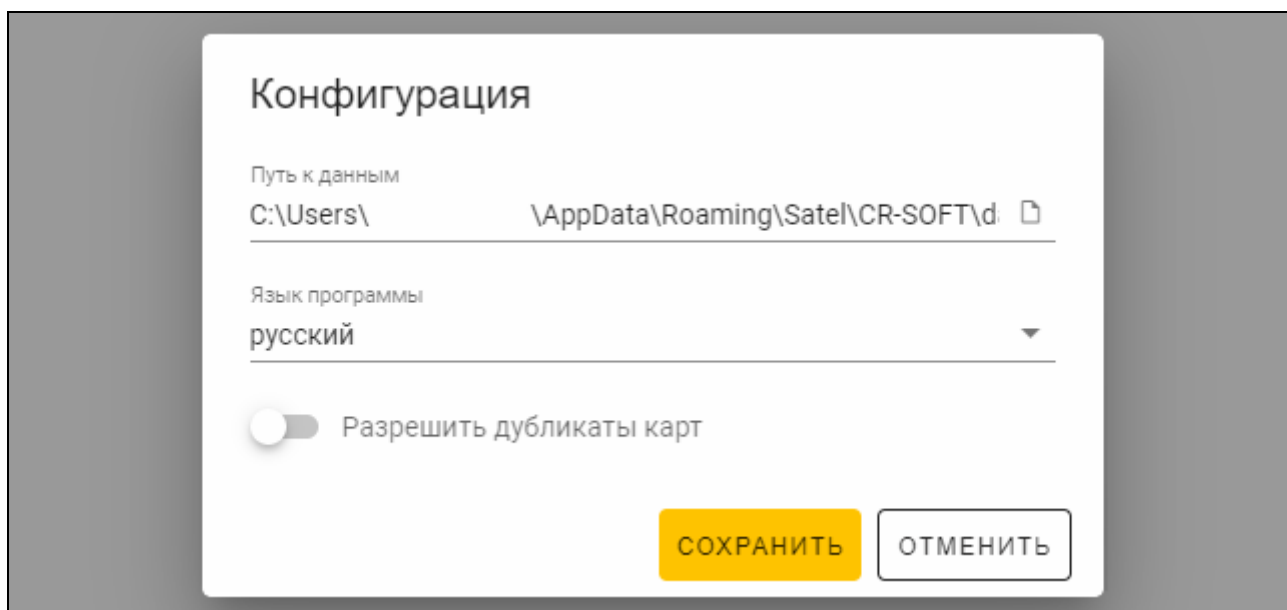 Конфигурация
Путь к данным
C:\Users\ \AppData\Roaming\Satel\CR-SOFT\d
Язык программы
русский
Разрешить дубликаты карт
СОХРАНИТЬ ОТМЕНИТЬ